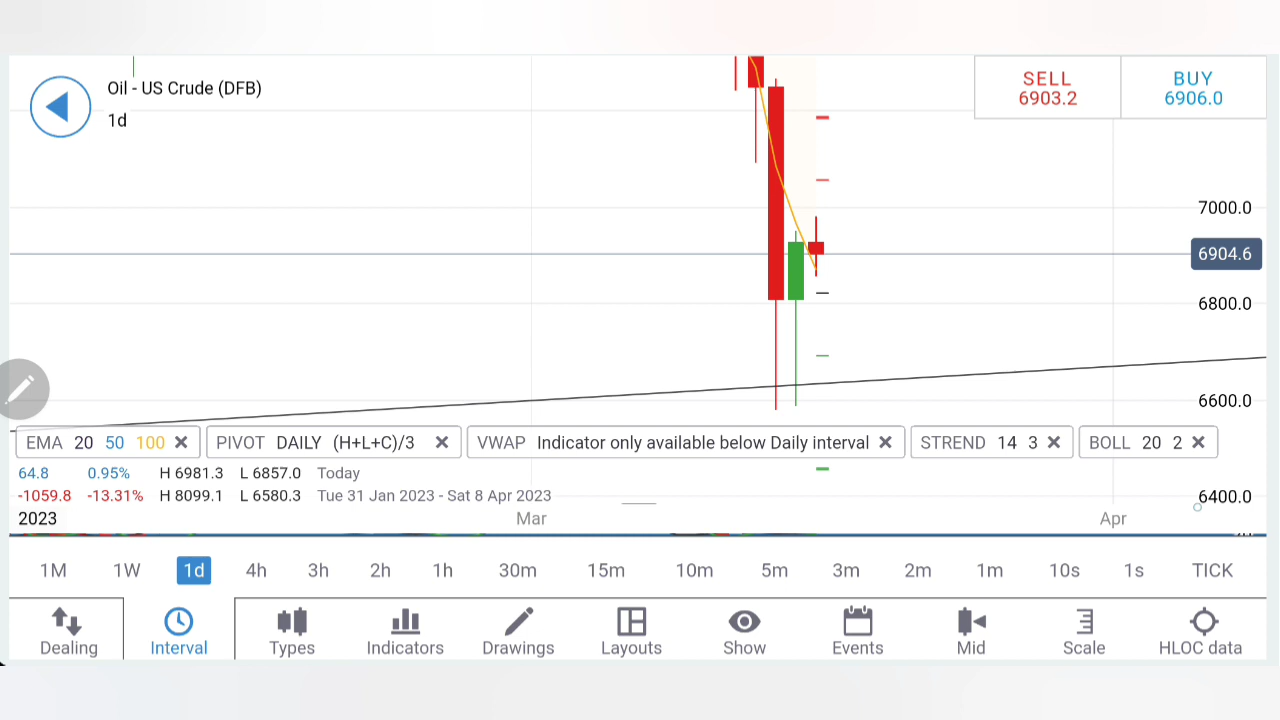 Oil - US Crude (DFB)
1d
SELL
6903.2
BUY
6906.0
7000.0
6904.6
6800.0
6600.0
EMA 20 50 100 ✕ PIVOT DAILY (H+L+C)/3 ✕ VWAP Indicator only available below Daily interval ✕ STREND 14 3 ✕ BOLL 20 2 ✕
64.8 0.95% H 6981.3 L 6857.0 Today
-1059.8 -13.31% H 8099.1 L 6580.3 Tue 31 Jan 2023 - Sat 8 Apr 2023
6400.0
2023 Mar Apr
1M 1W 1d 4h 3h 2h 1h 30m 15m 10m 5m 3m 2m 1m 10s 1s TICK
Dealing Interval Types Indicators Drawings Layouts Show Events Mid Scale HLOC data